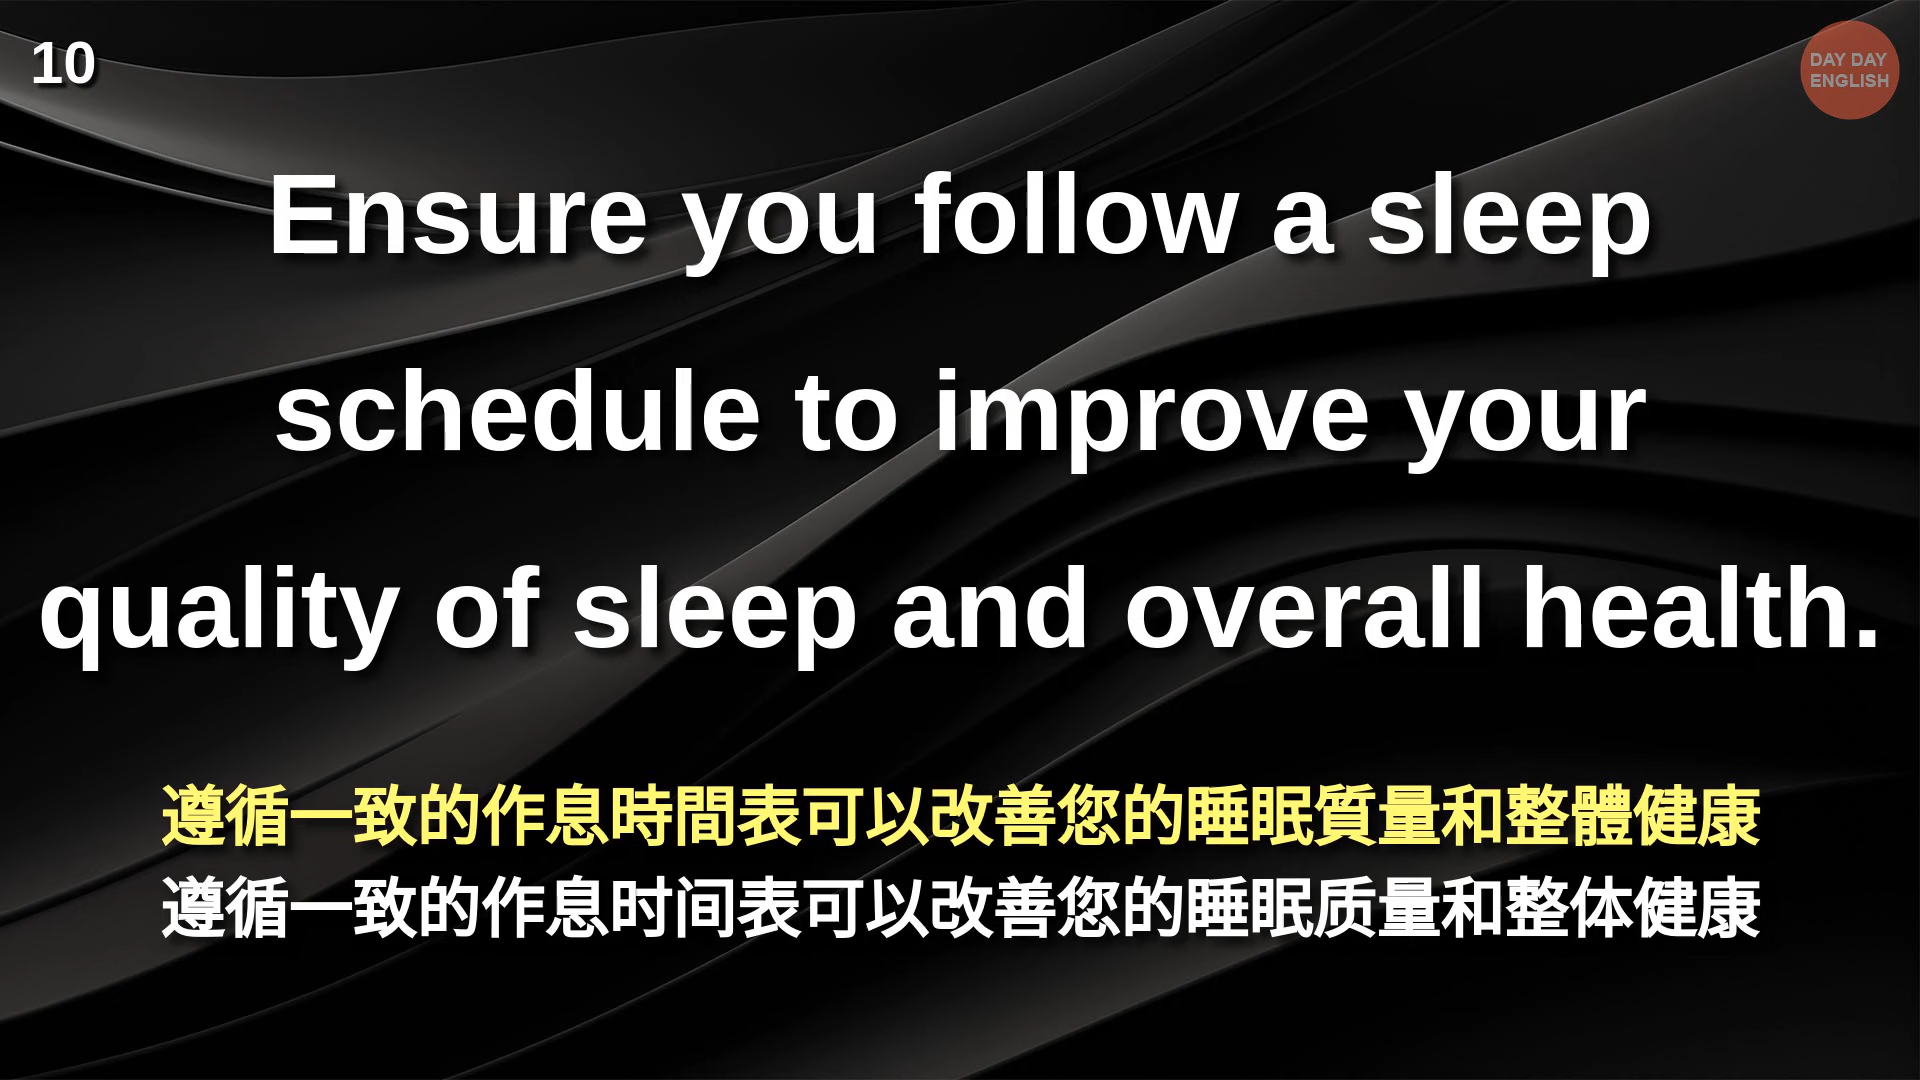 10
DAY DAY
ENGLISH
Ensure you follow a sleep
schedule to improve your
quality of sleep and overall health.
遵循一致的作息時間表可以改善您的睡眠質量和整體健康
遵循一致的作息时间表可以改善您的睡眠质量和整体健康